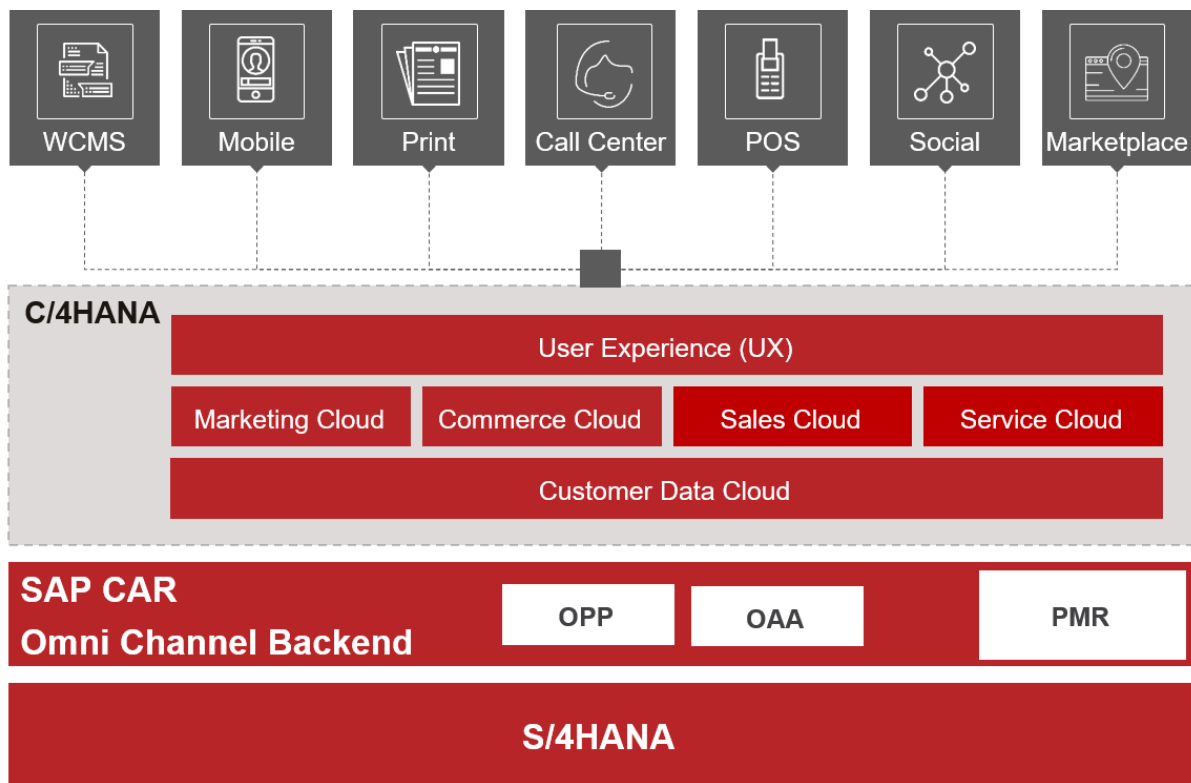 WCMS
Mobile
Print
Call Center
POS
Social
Marketplace
C/4HANA
User Experience (UX)
Marketing Cloud
Commerce Cloud
Sales Cloud
Service Cloud
Customer Data Cloud
SAP CAR
Omni Channel Backend
OPP
OAA
PMR
S/4HANA